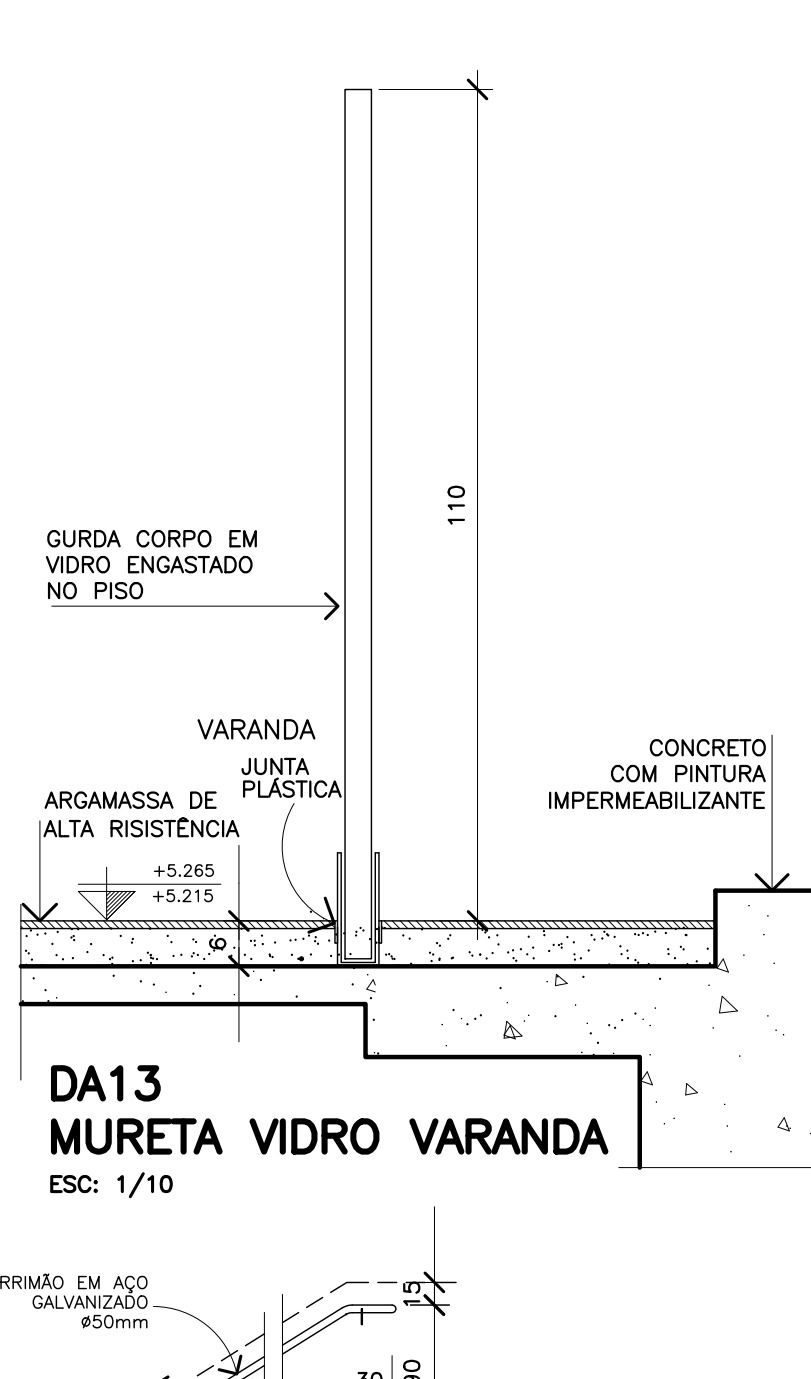 110
GURDA CORPO EM
VIDRO ENGASTADO
NO PISO
VARANDA
JUNTA
PLÁSTICA
CONCRETO
COM PINTURA
IMPERMEABILIZANTE
ARGAMASSA DE
ALTA RISISTÊNCIA
+5.265
+5.215
6
DA13
MURETA VIDRO VARANDA
ESC: 1/10
RRIMÃO EM AÇO
GALVANIZADO
ø50mm
15
30
90